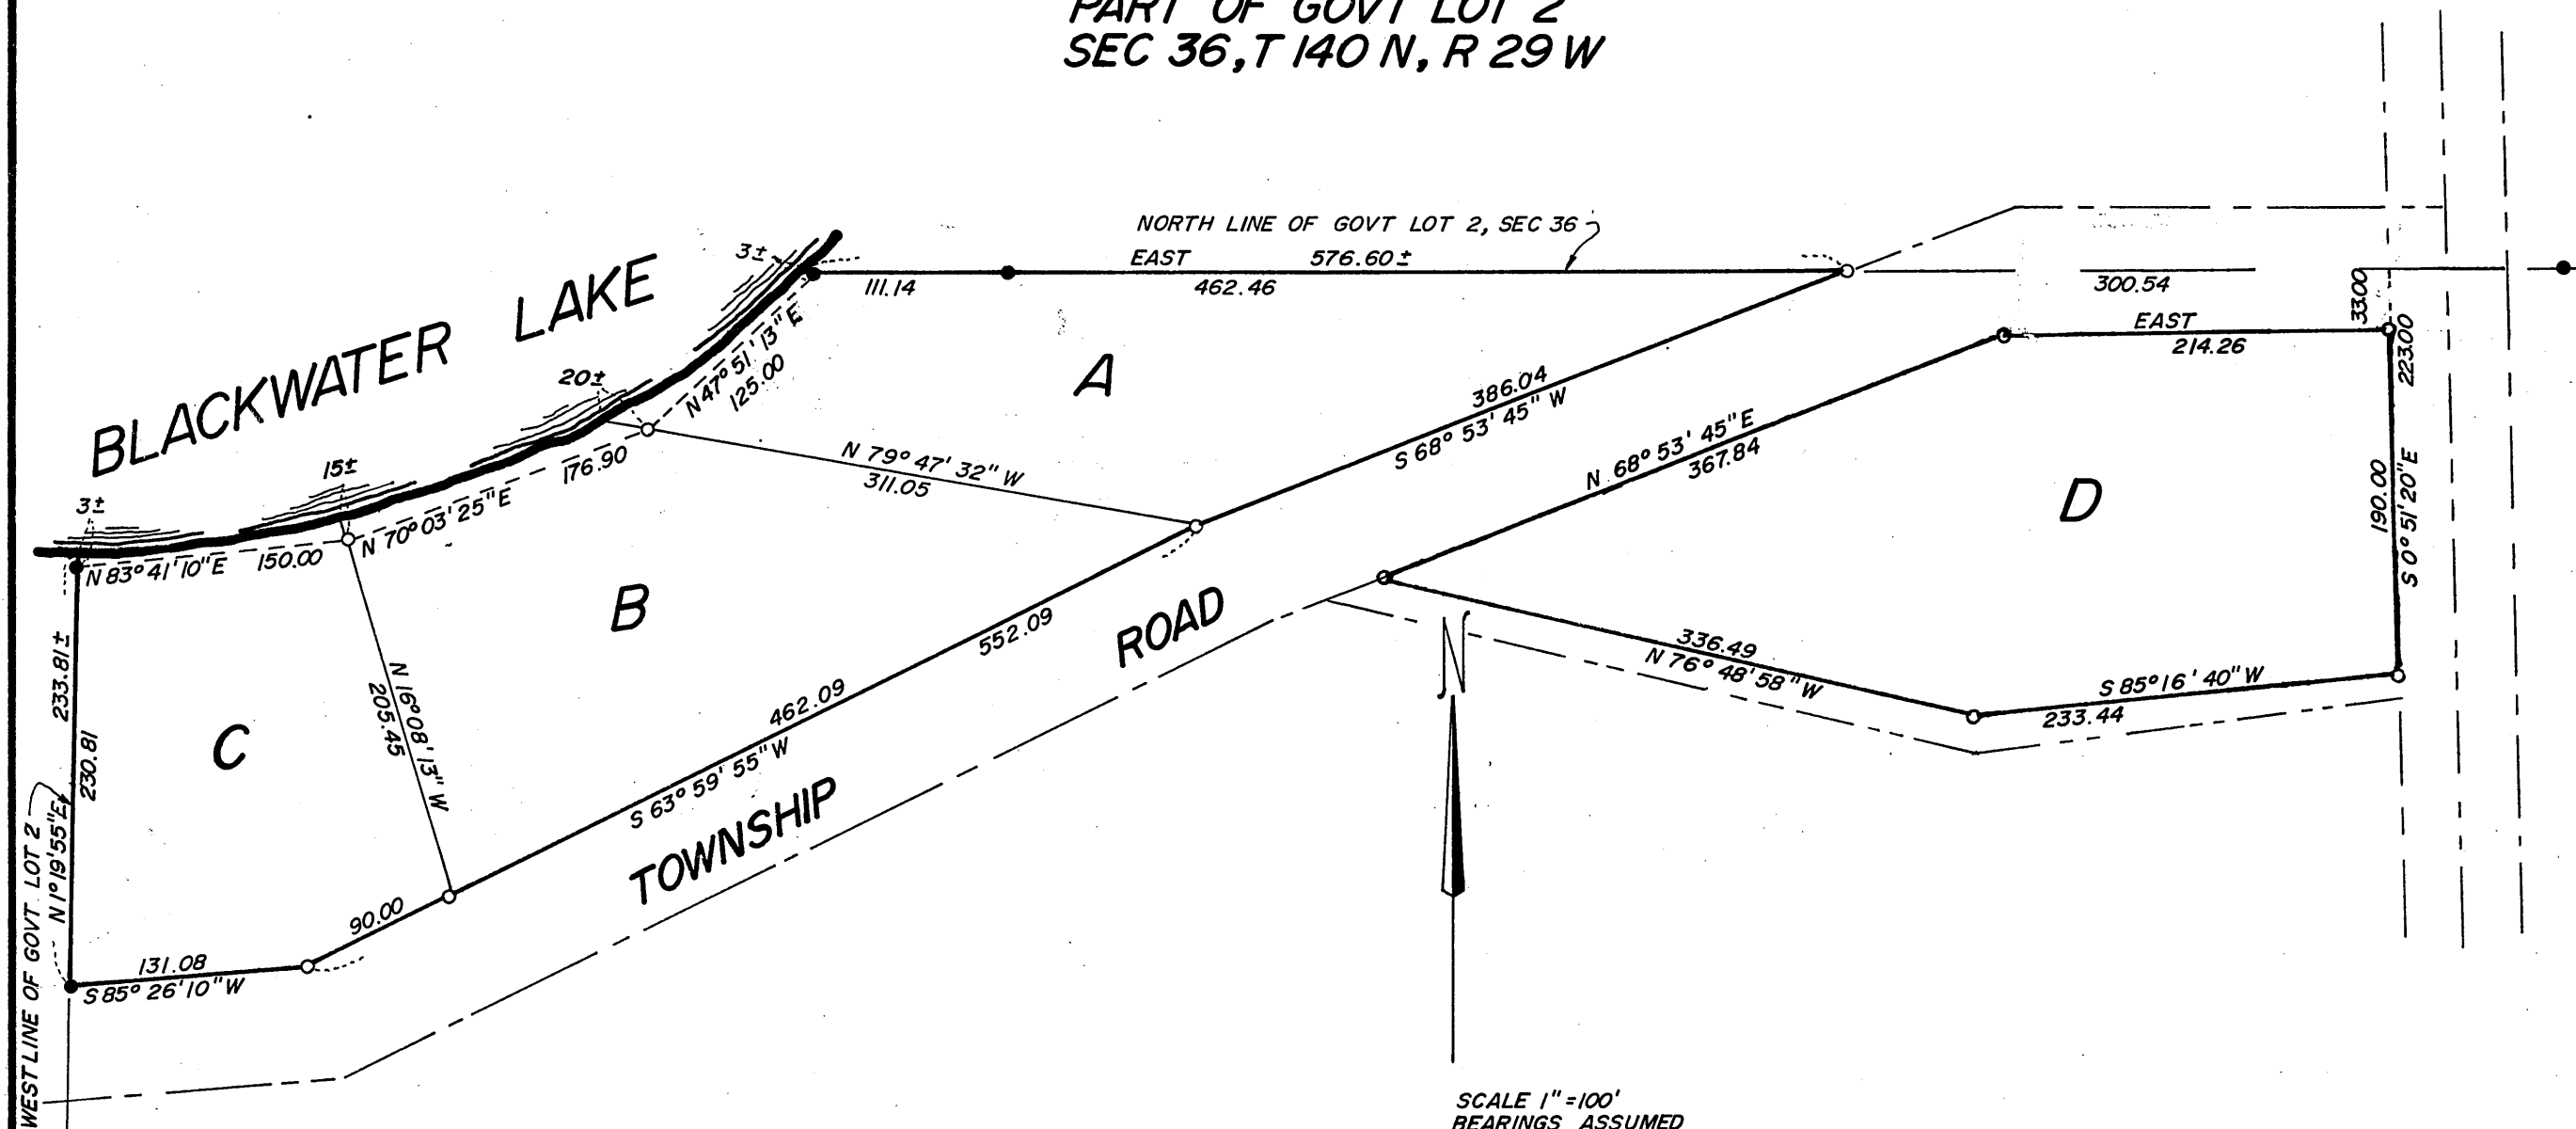 PART OF GOVT LOT 2
SEC 36, T 140 N, R 29 W
NORTH LINE OF GOVT LOT 2, SEC 36
EAST 576.60±
111.14
462.46
300.54
33.00
3±
BLACKWATER LAKE
N 47° 51' 13" E
125.00
A
386.04
S 68° 53' 45" W
EAST
214.26
223.00
20±
176.90
N 70° 03' 25" E
N 79° 47' 32" W
311.05
N 68° 53' 45" E
367.84
D
190.00
S 0° 51' 20" E
15±
3±
N 83° 41' 10" E 150.00
B
552.09
462.09
S 63° 59' 55" W
TOWNSHIP ROAD
336.49
N 76° 48' 58" W
S 85° 16' 40" W
233.44
N
233.81±
230.81
C
N 16° 08' 13" W
205.45
N 1° 19' 55" E
WEST LINE OF GOVT. LOT 2
90.00
131.08
S 85° 26' 10" W
SCALE 1" = 100'
BEARINGS ASSUMED